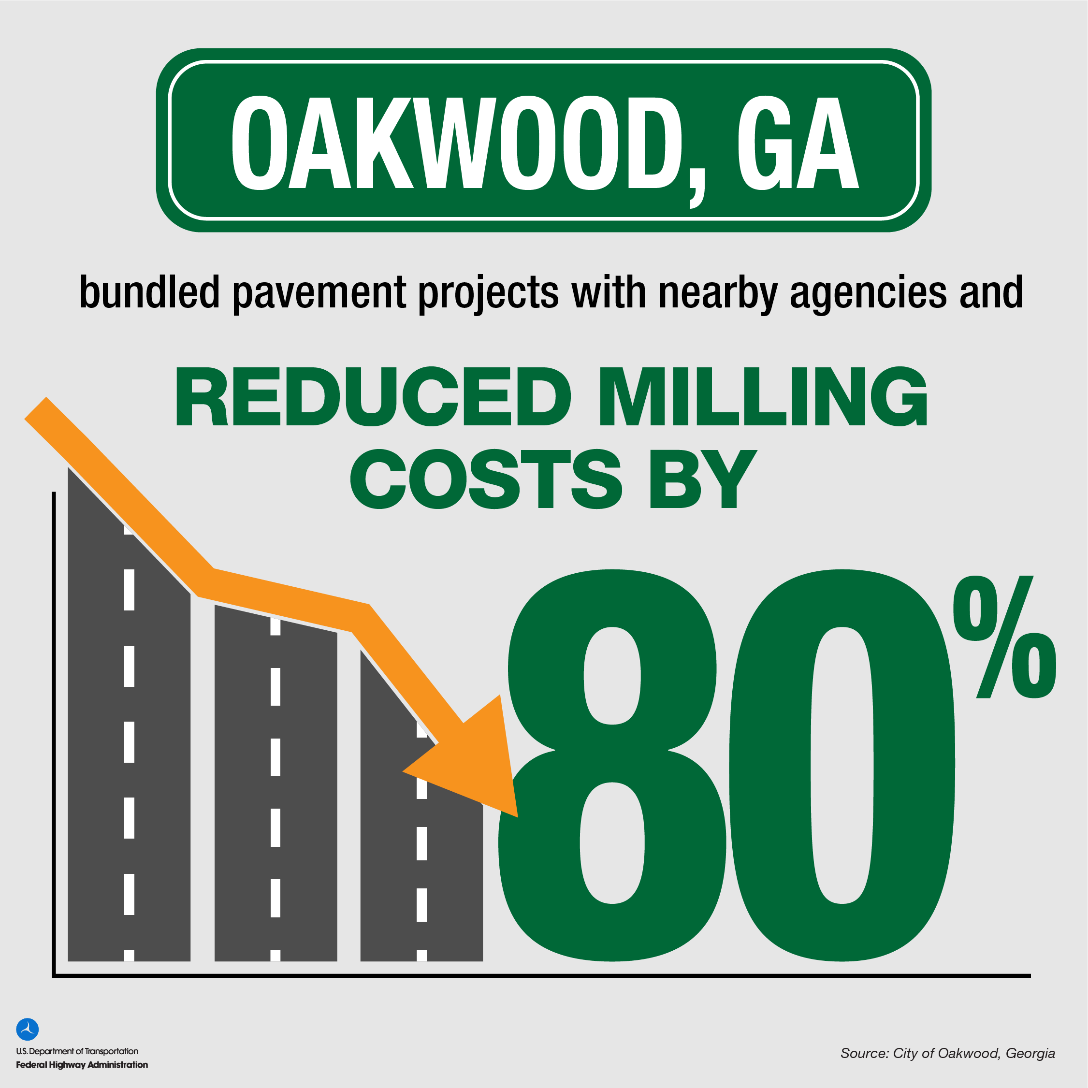 OAKWOOD, GA
bundled pavement projects with nearby agencies and
REDUCED MILLING
COSTS BY
80%
U.S. Department of Transportation
Federal Highway Administration
Source: City of Oakwood, Georgia